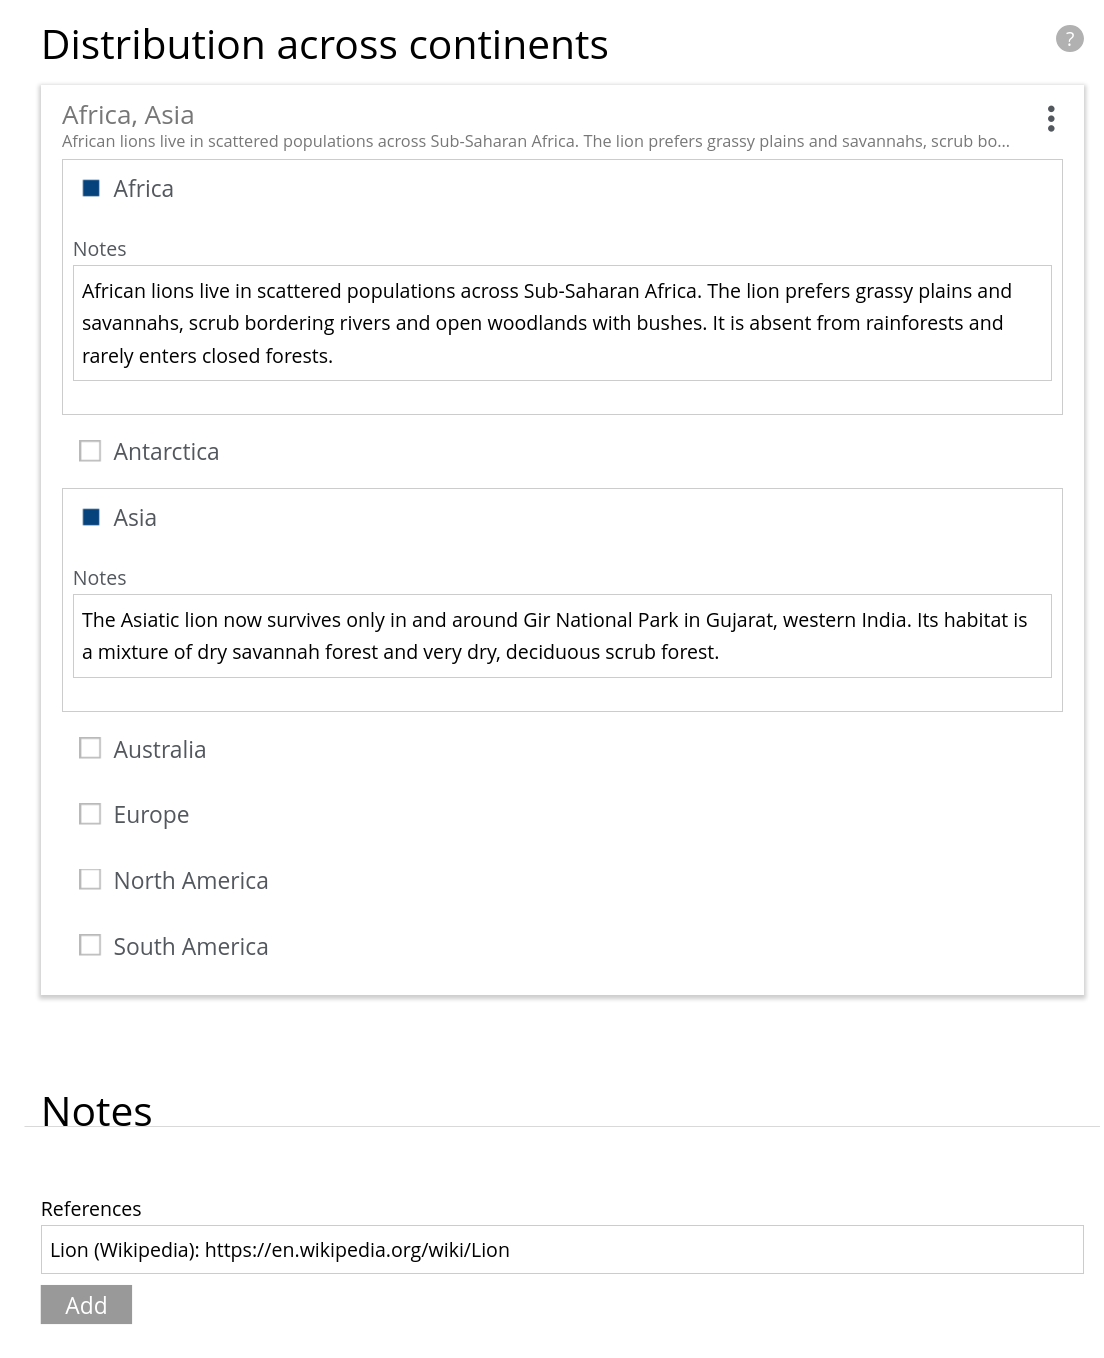 Distribution across continents
?
Africa, Asia
African lions live in scattered populations across Sub-Saharan Africa. The lion prefers grassy plains and savannahs, scrub bo...
Africa
Notes
African lions live in scattered populations across Sub-Saharan Africa. The lion prefers grassy plains and
savannahs, scrub bordering rivers and open woodlands with bushes. It is absent from rainforests and
rarely enters closed forests.
Antarctica
Asia
Notes
The Asiatic lion now survives only in and around Gir National Park in Gujarat, western India. Its habitat is
a mixture of dry savannah forest and very dry, deciduous scrub forest.
Australia
Europe
North America
South America
Notes
References
Lion (Wikipedia): https://en.wikipedia.org/wiki/Lion
Add